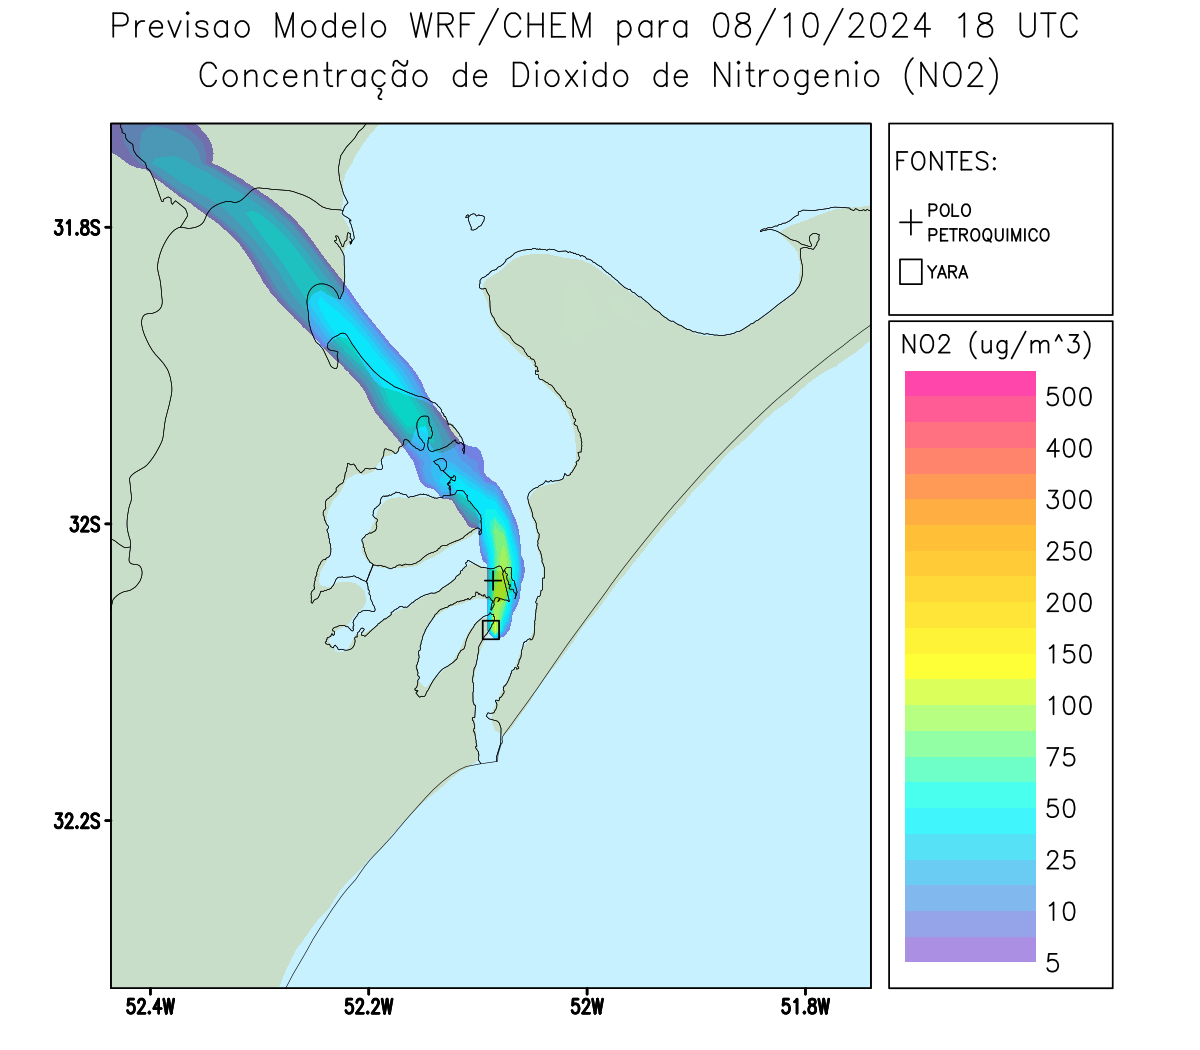 Previsao Modelo WRF/CHEM para 08/10/2024 18 UTC
Concentração de Dioxido de Nitrogenio (NO2)
FONTES:
POLO
PETROQUIMICO
YARA
NO2 (ug/m^3)
500
400
300
250
200
150
100
75
50
25
10
5
31.8S
32S
32.2S
52.4W
52.2W
52W
51.8W